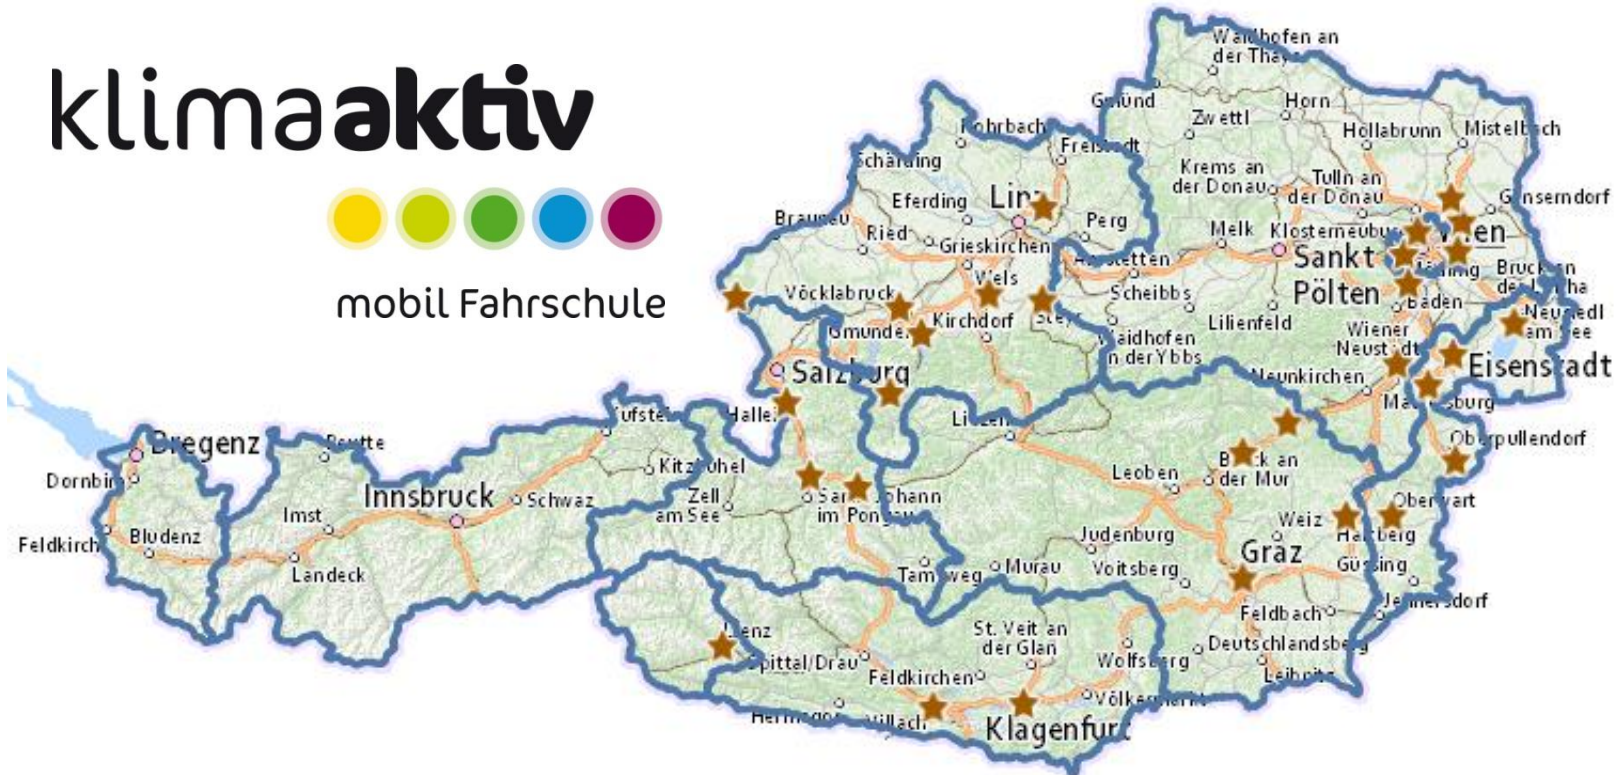 klimaaktiv
mobil Fahrschule
Waidhofen an
der Thaya
Gmünd
Zwettl
Horn
Hollabrunn
Mistelbach
Rohrbach
Freistadt
Schärding
Krems an
der Donau
Tulln an
der Donau
Gänserndorf
Eferding
Linz
Perg
Braunau
Ried
Grieskirchen
Melk
Klosterneuburg
Wien
Sankt
Pölten
Amstetten
Mödling
Bruck an
der Leitha
Wels
Vöcklabruck
Steyr
Scheibbs
Baden
Lilienfeld
Neusiedl
am See
Gmunden
Kirchdorf
Waidhofen
an der Ybbs
Wiener
Neustadt
Eisenstadt
Salzburg
Neunkirchen
Mattersburg
Hallein
Liezen
Kufstein
Bregenz
Reutte
Oberpullendorf
Dornbirn
Kitzbühel
Leoben
Bruck an
der Mur
Innsbruck
Schwaz
Zell
am See
Sankt Johann
im Pongau
Oberwart
Imst
Weiz
Hartberg
Feldkirch
Bludenz
Judenburg
Graz
Landeck
Tamsweg
Murau
Voitsberg
Güssing
Jennersdorf
Feldbach
Lienz
St. Veit an
der Glan
Deutschlandsberg
Spittal/Drau
Feldkirchen
Wolfsberg
Leibnitz
Völkermarkt
Hermagor
Villach
Klagenfurt